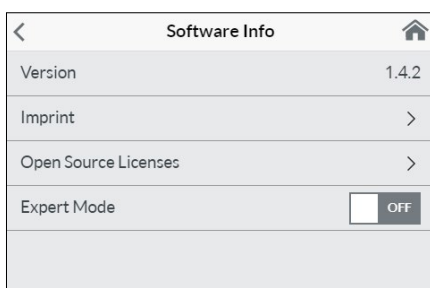 Software Info
Version 1.4.2
Imprint
Open Source Licenses
Expert Mode OFF